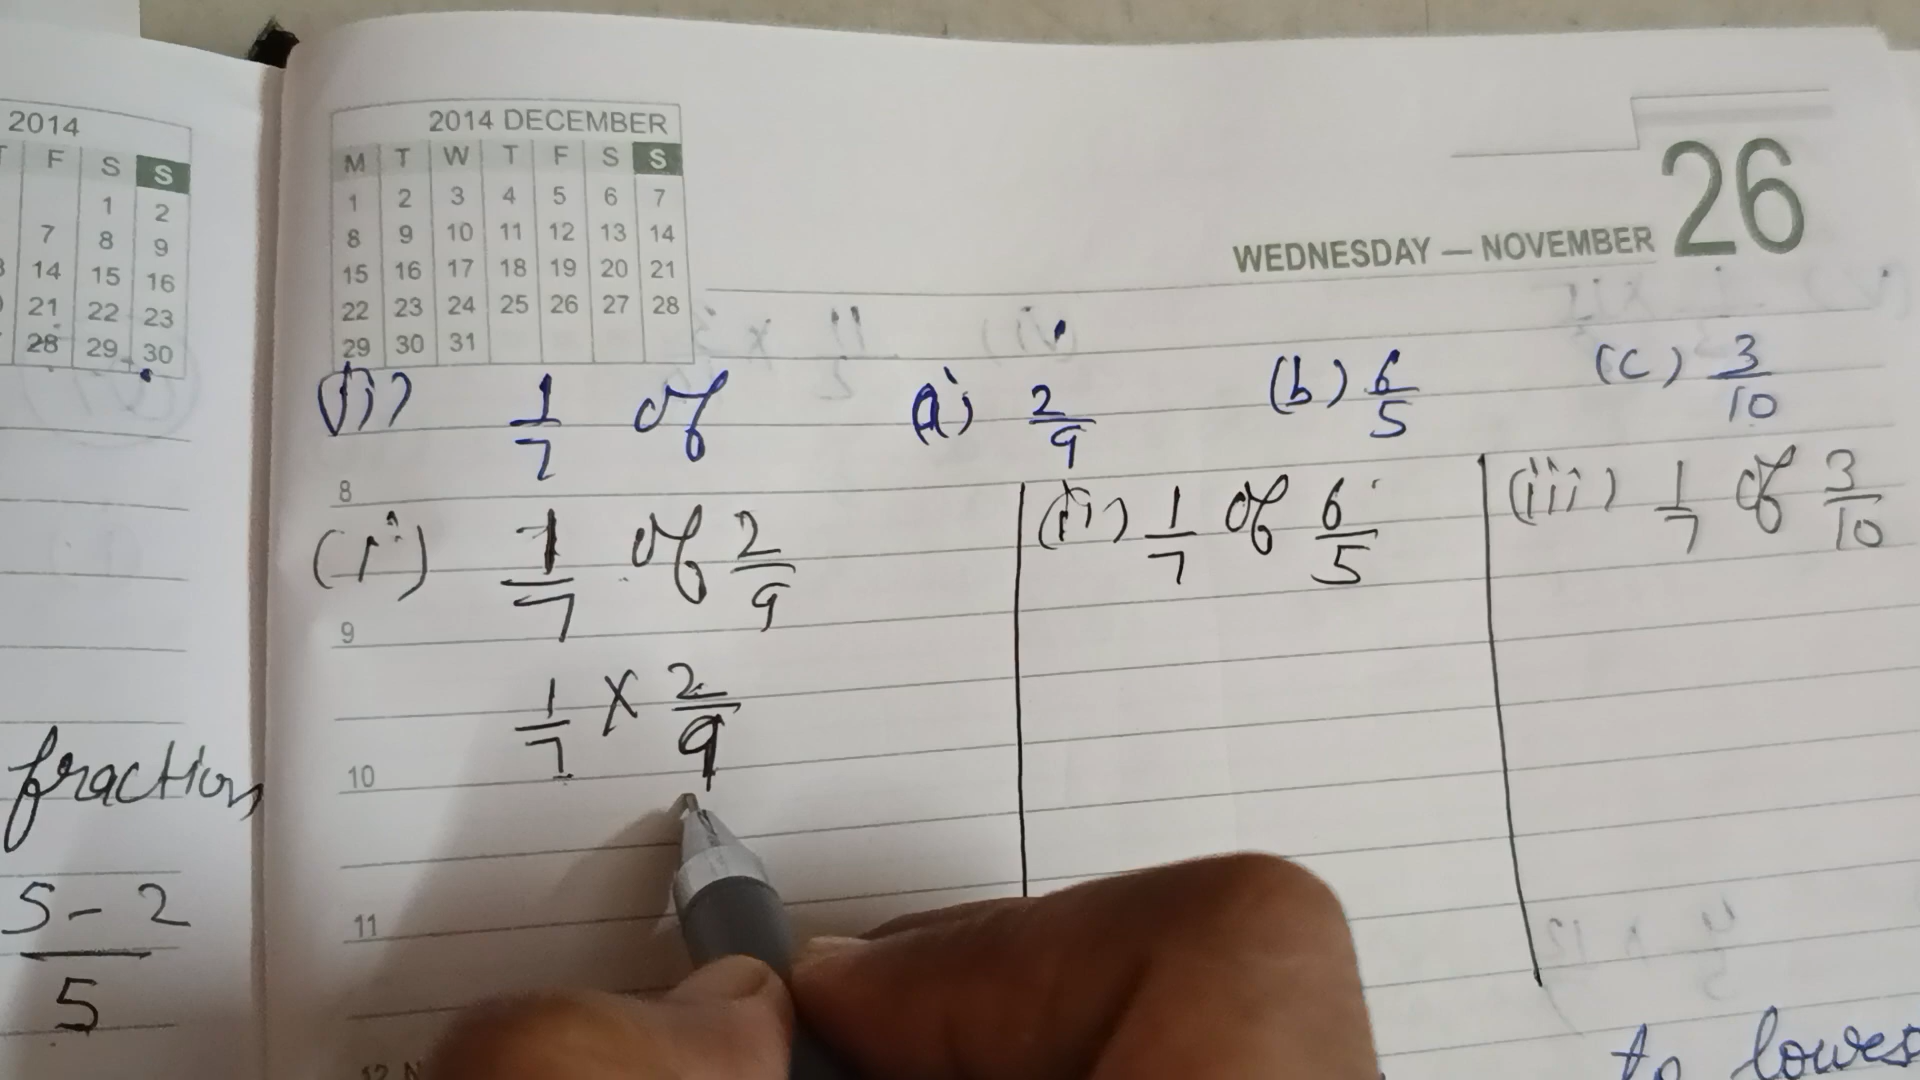 2014
F S S
1 2
7 8 9
14 15 16
21 22 23
28 29 30
fraction
5 - 2
5
2014 DECEMBER
M T W T F S S
1 2 3 4 5 6 7
8 9 10 11 12 13 14
15 16 17 18 19 20 21
22 23 24 25 26 27 28
29 30 31
WEDNESDAY — NOVEMBER 26
(ii) 1/7 of (a) 2/9 (b) 6/5 (c) 3/10
8
(i) 1/7 of 2/9 (ii) 1/7 of 6/5 (iii) 1/7 of 3/10
9
1/7 × 2/9
10
11
to lowes